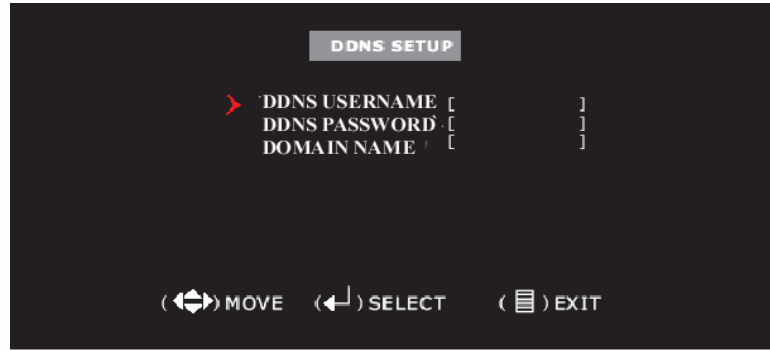 DDNS SETUP
DDNS USERNAME [ ]
DDNS PASSWORD [ ]
DOMAIN NAME [ ]
( ) MOVE ( ) SELECT ( ) EXIT